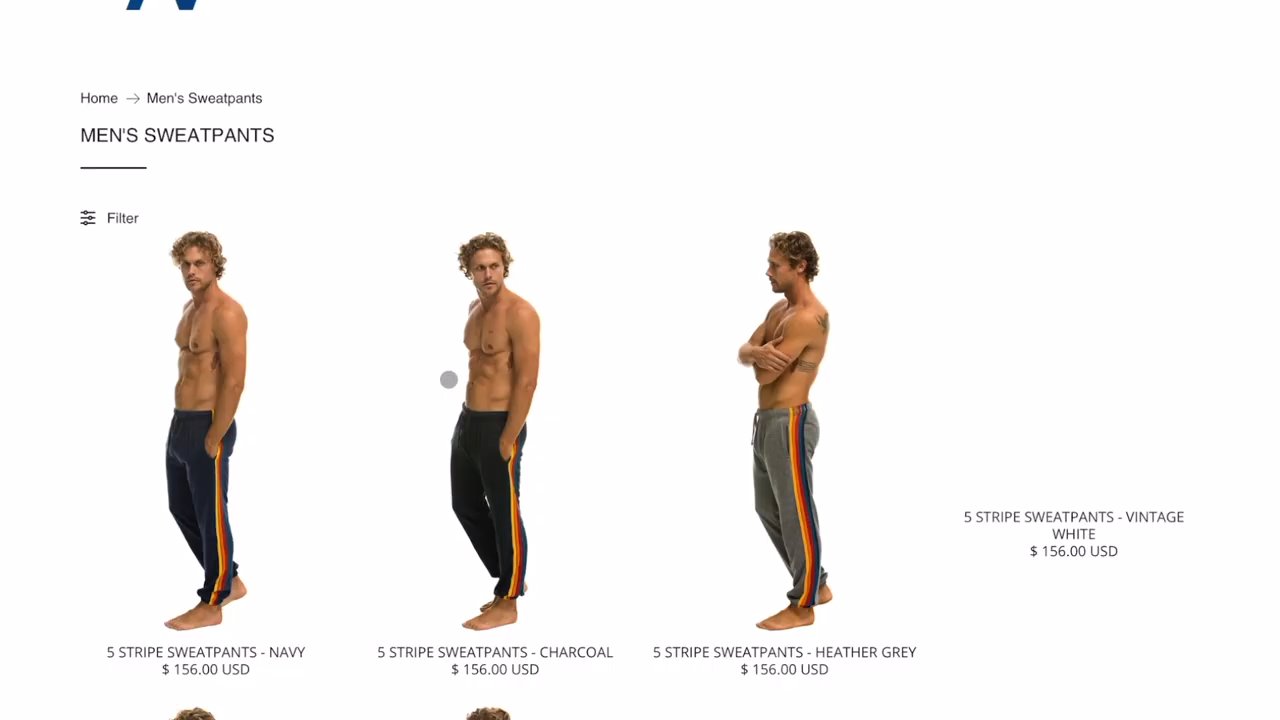 Home → Men's Sweatpants
MEN'S SWEATPANTS
Filter
5 STRIPE SWEATPANTS - NAVY
$ 156.00 USD
5 STRIPE SWEATPANTS - CHARCOAL
$ 156.00 USD
5 STRIPE SWEATPANTS - HEATHER GREY
$ 156.00 USD
5 STRIPE SWEATPANTS - VINTAGE
WHITE
$ 156.00 USD